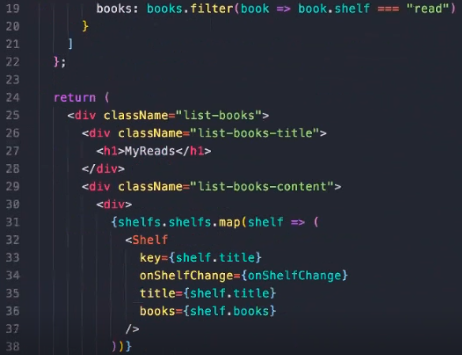 19 books: books.filter(book => book.shelf === "read")
20 }
21 ]
22 };
23
24 return (
25 <div className="list-books">
26 <div className="list-books-title">
27 <h1>MyReads</h1>
28 </div>
29 <div className="list-books-content">
30 <div>
31 {shelfs.shelfs.map(shelf => (
32 <Shelf
33 key={shelf.title}
34 onShelfChange={onShelfChange}
35 title={shelf.title}
36 books={shelf.books}
37 />
38 ))}